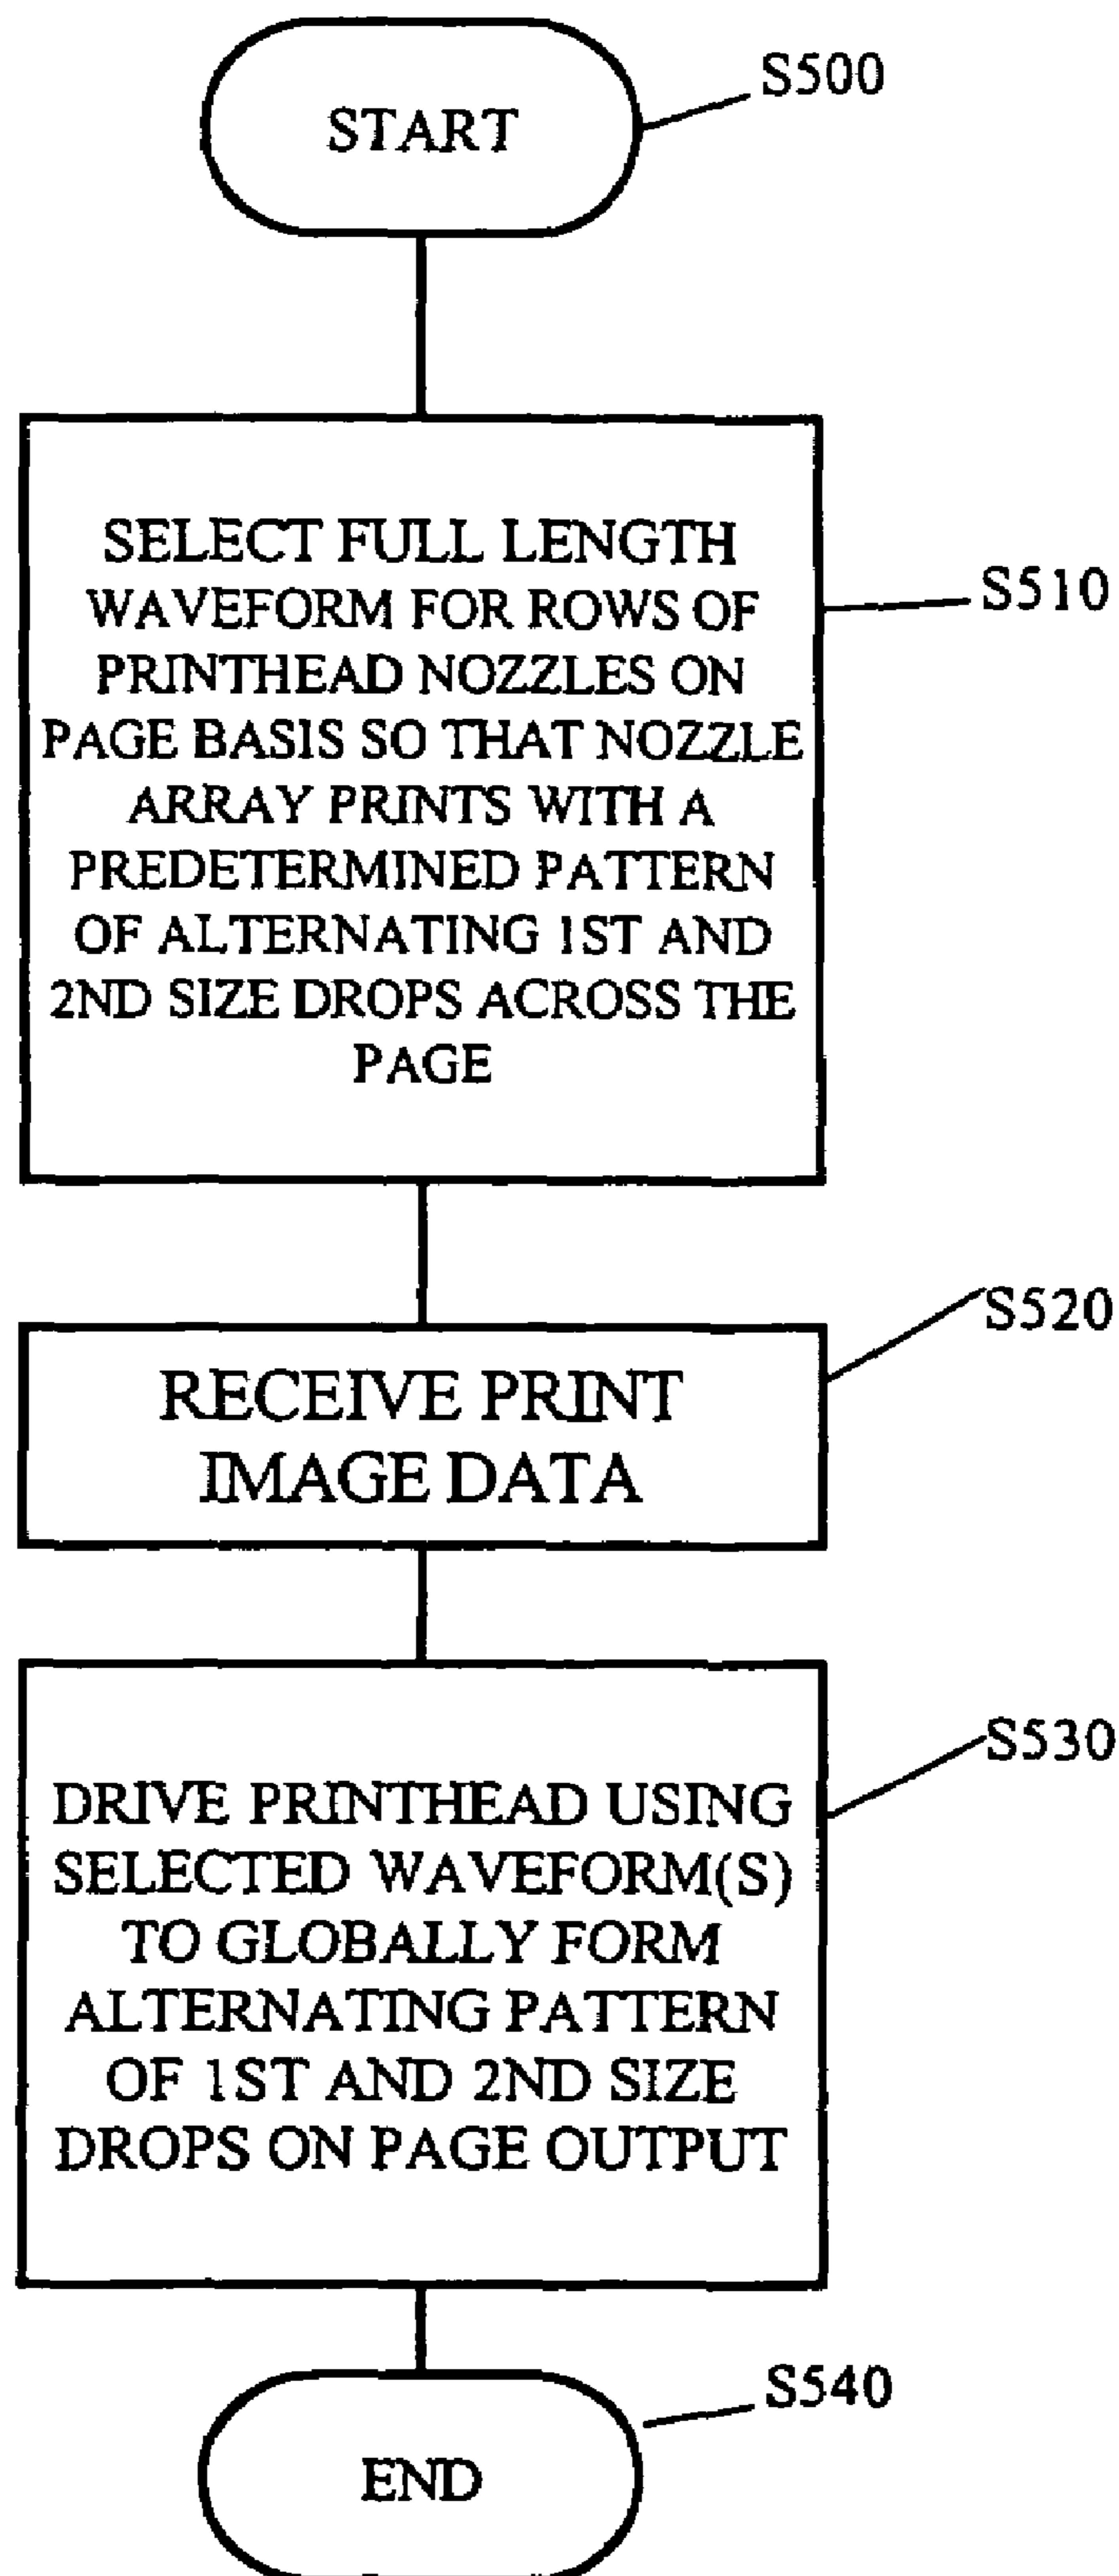 START
S500
SELECT FULL LENGTH
WAVEFORM FOR ROWS OF
PRINTHEAD NOZZLES ON
PAGE BASIS SO THAT NOZZLE
ARRAY PRINTS WITH A
PREDETERMINED PATTERN
OF ALTERNATING 1ST AND
2ND SIZE DROPS ACROSS THE
PAGE
S510
RECEIVE PRINT
IMAGE DATA
S520
DRIVE PRINTHEAD USING
SELECTED WAVEFORM(S)
TO GLOBALLY FORM
ALTERNATING PATTERN
OF 1ST AND 2ND SIZE
DROPS ON PAGE OUTPUT
S530
END
S540